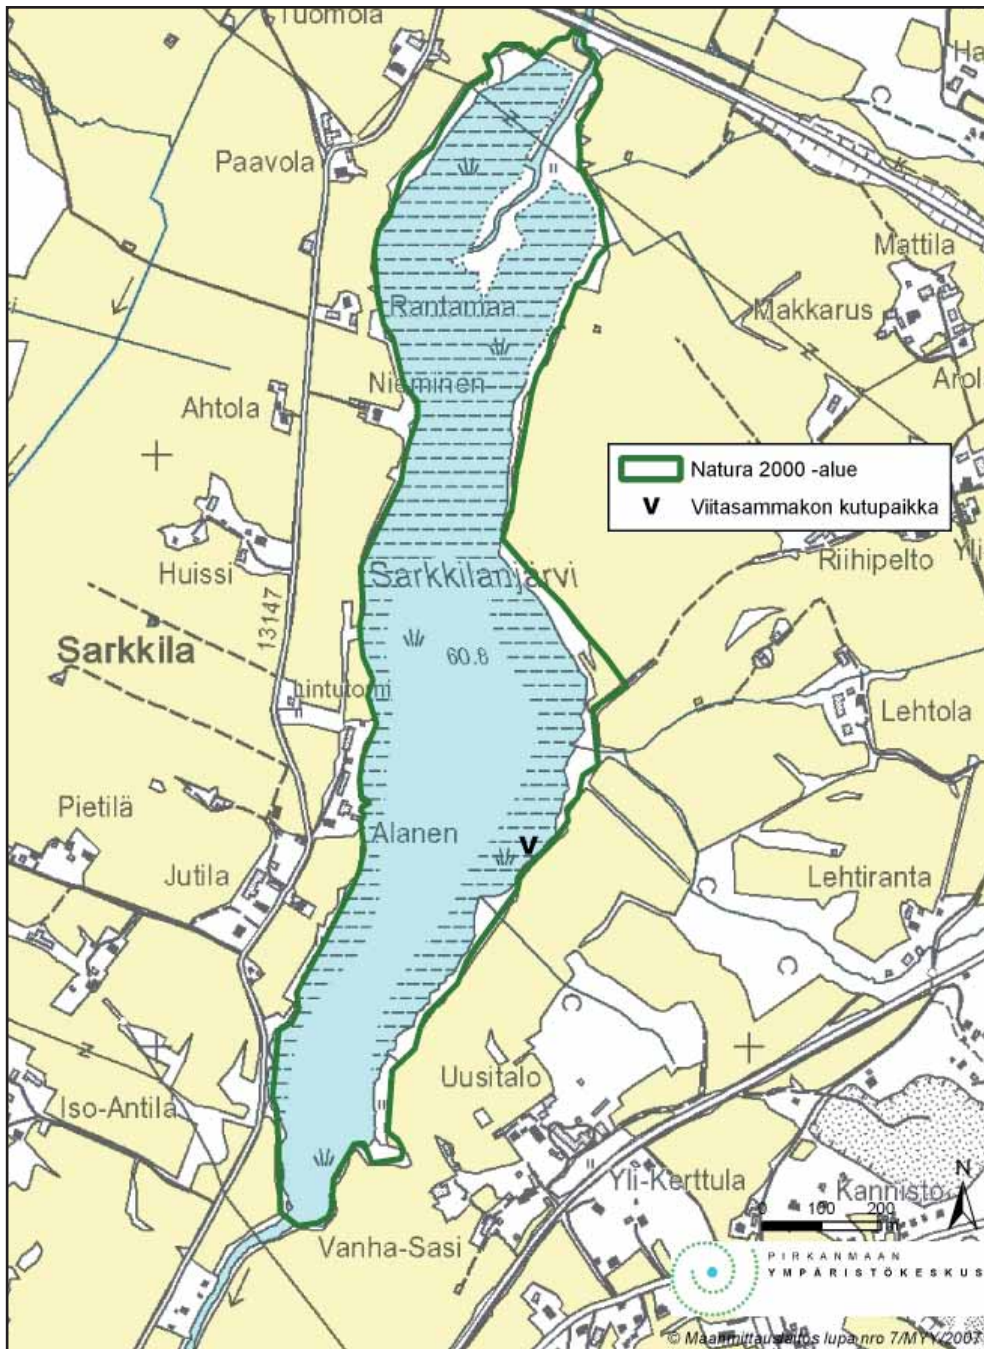 Tuomola
Paavola
Mattila
Rantamaa
Makkarus
Nieminen
Ahtola
Natura 2000 -alue
V Viitasammakon kutupaikka
Riihipelto
Huissi
Sarkkilanjärvi
13147
Sarkkila
60.8
Lintutorni
Lehtola
Pietilä
Alanen
V
Jutila
Lehtiranta
Uusitalo
Iso-Antila
Yli-Kerttula
Kannisto
N
0 100 200
m
Vanha-Sasi
PIRKANMAAN
YMPÄRISTÖKESKUS
© Maanmittauslaitos lupa nro 7/MYY/2007